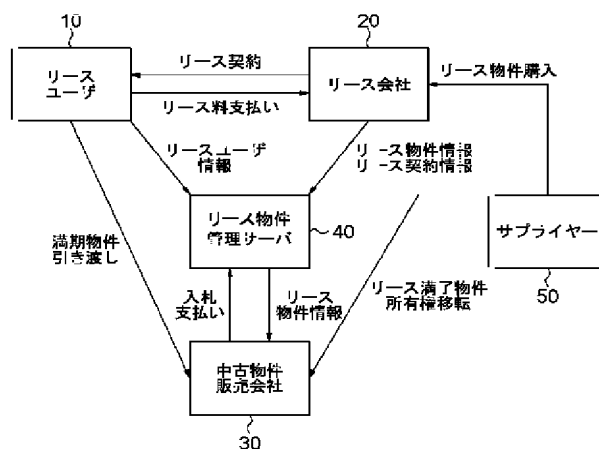 10
20
リース
ユーザ
リース契約
リース料支払い
リース会社
リース物件購入
リースユーザ
情報
リース物件情報
リース契約情報
リース物件
管理サーバ
40
サプライヤー
50
満期物件
引き渡し
入札
支払い
リース
物件情報
リース満了物件
所有権移転
中古物件
販売会社
30